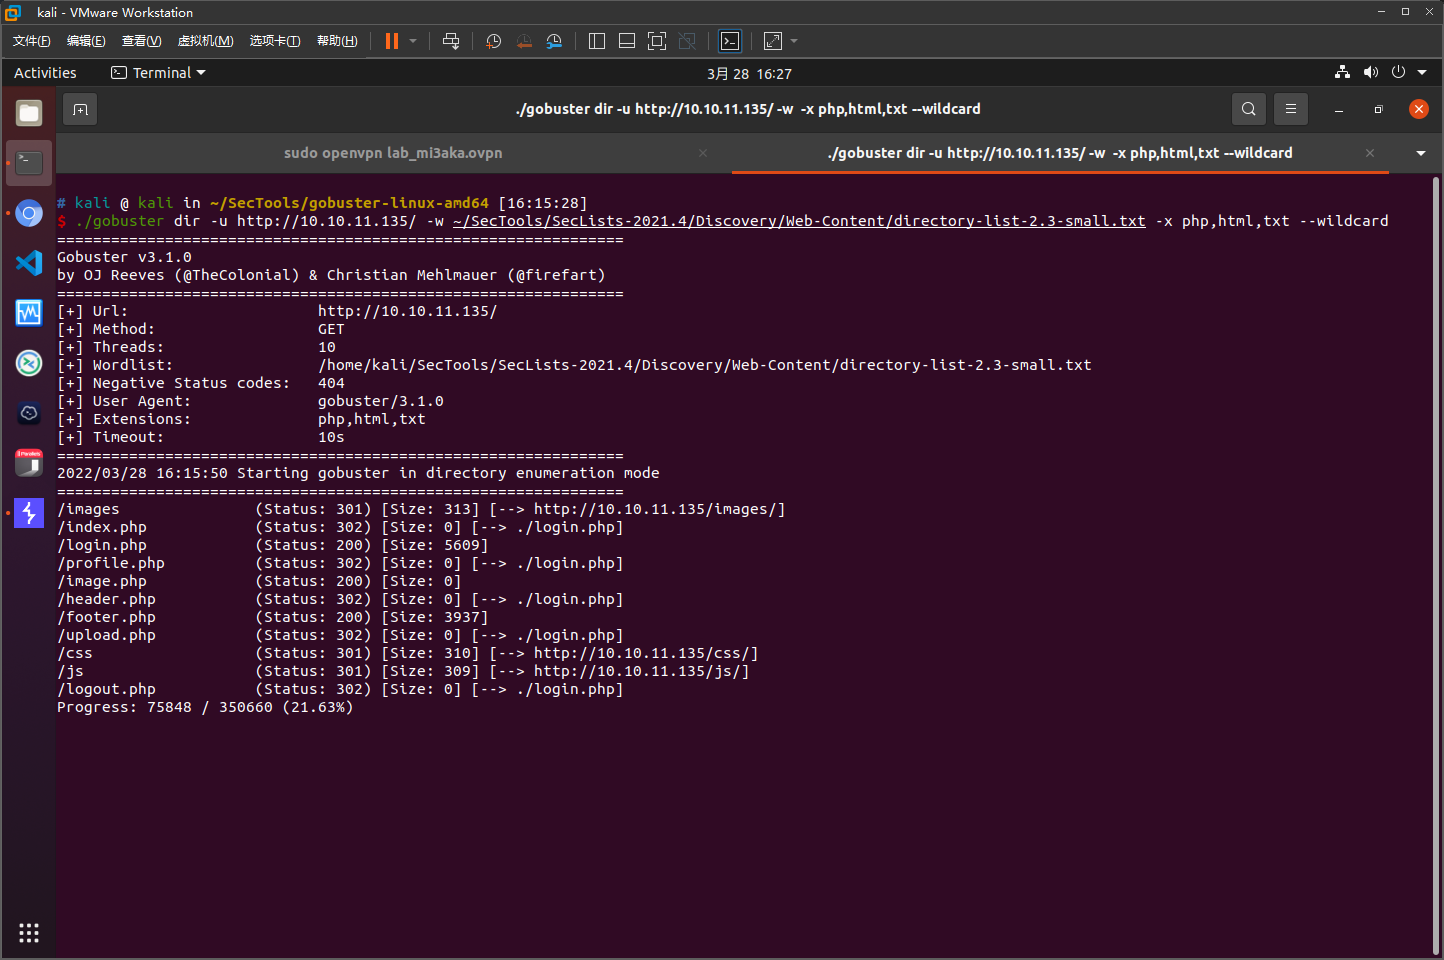 kali - VMware Workstation
文件(F) 编辑(E) 查看(V) 虚拟机(M) 选项卡(T) 帮助(H)
Activities Terminal 3月 28 16:27
./gobuster dir -u http://10.10.11.135/ -w -x php,html,txt --wildcard
sudo openvpn lab_mi3aka.ovpn ./gobuster dir -u http://10.10.11.135/ -w -x php,html,txt --wildcard
# kali @ kali in ~/SecTools/gobuster-linux-amd64 [16:15:28]
$ ./gobuster dir -u http://10.10.11.135/ -w ~/SecTools/SecLists-2021.4/Discovery/Web-Content/directory-list-2.3-small.txt -x php,html,txt --wildcard
===============================================================
Gobuster v3.1.0
by OJ Reeves (@TheColonial) & Christian Mehlmauer (@firefart)
===============================================================
[+] Url:                     http://10.10.11.135/
[+] Method:                  GET
[+] Threads:                 10
[+] Wordlist:                /home/kali/SecTools/SecLists-2021.4/Discovery/Web-Content/directory-list-2.3-small.txt
[+] Negative Status codes:   404
[+] User Agent:              gobuster/3.1.0
[+] Extensions:              php,html,txt
[+] Timeout:                 10s
===============================================================
2022/03/28 16:15:50 Starting gobuster in directory enumeration mode
===============================================================
/images               (Status: 301) [Size: 313] [--> http://10.10.11.135/images/]
/index.php            (Status: 302) [Size: 0] [--> ./login.php]
/login.php            (Status: 200) [Size: 5609]
/profile.php          (Status: 302) [Size: 0] [--> ./login.php]
/image.php            (Status: 200) [Size: 0]
/header.php           (Status: 302) [Size: 0] [--> ./login.php]
/footer.php           (Status: 200) [Size: 3937]
/upload.php           (Status: 302) [Size: 0] [--> ./login.php]
/css                  (Status: 301) [Size: 310] [--> http://10.10.11.135/css/]
/js                   (Status: 301) [Size: 309] [--> http://10.10.11.135/js/]
/logout.php           (Status: 302) [Size: 0] [--> ./login.php]
Progress: 75848 / 350660 (21.63%)